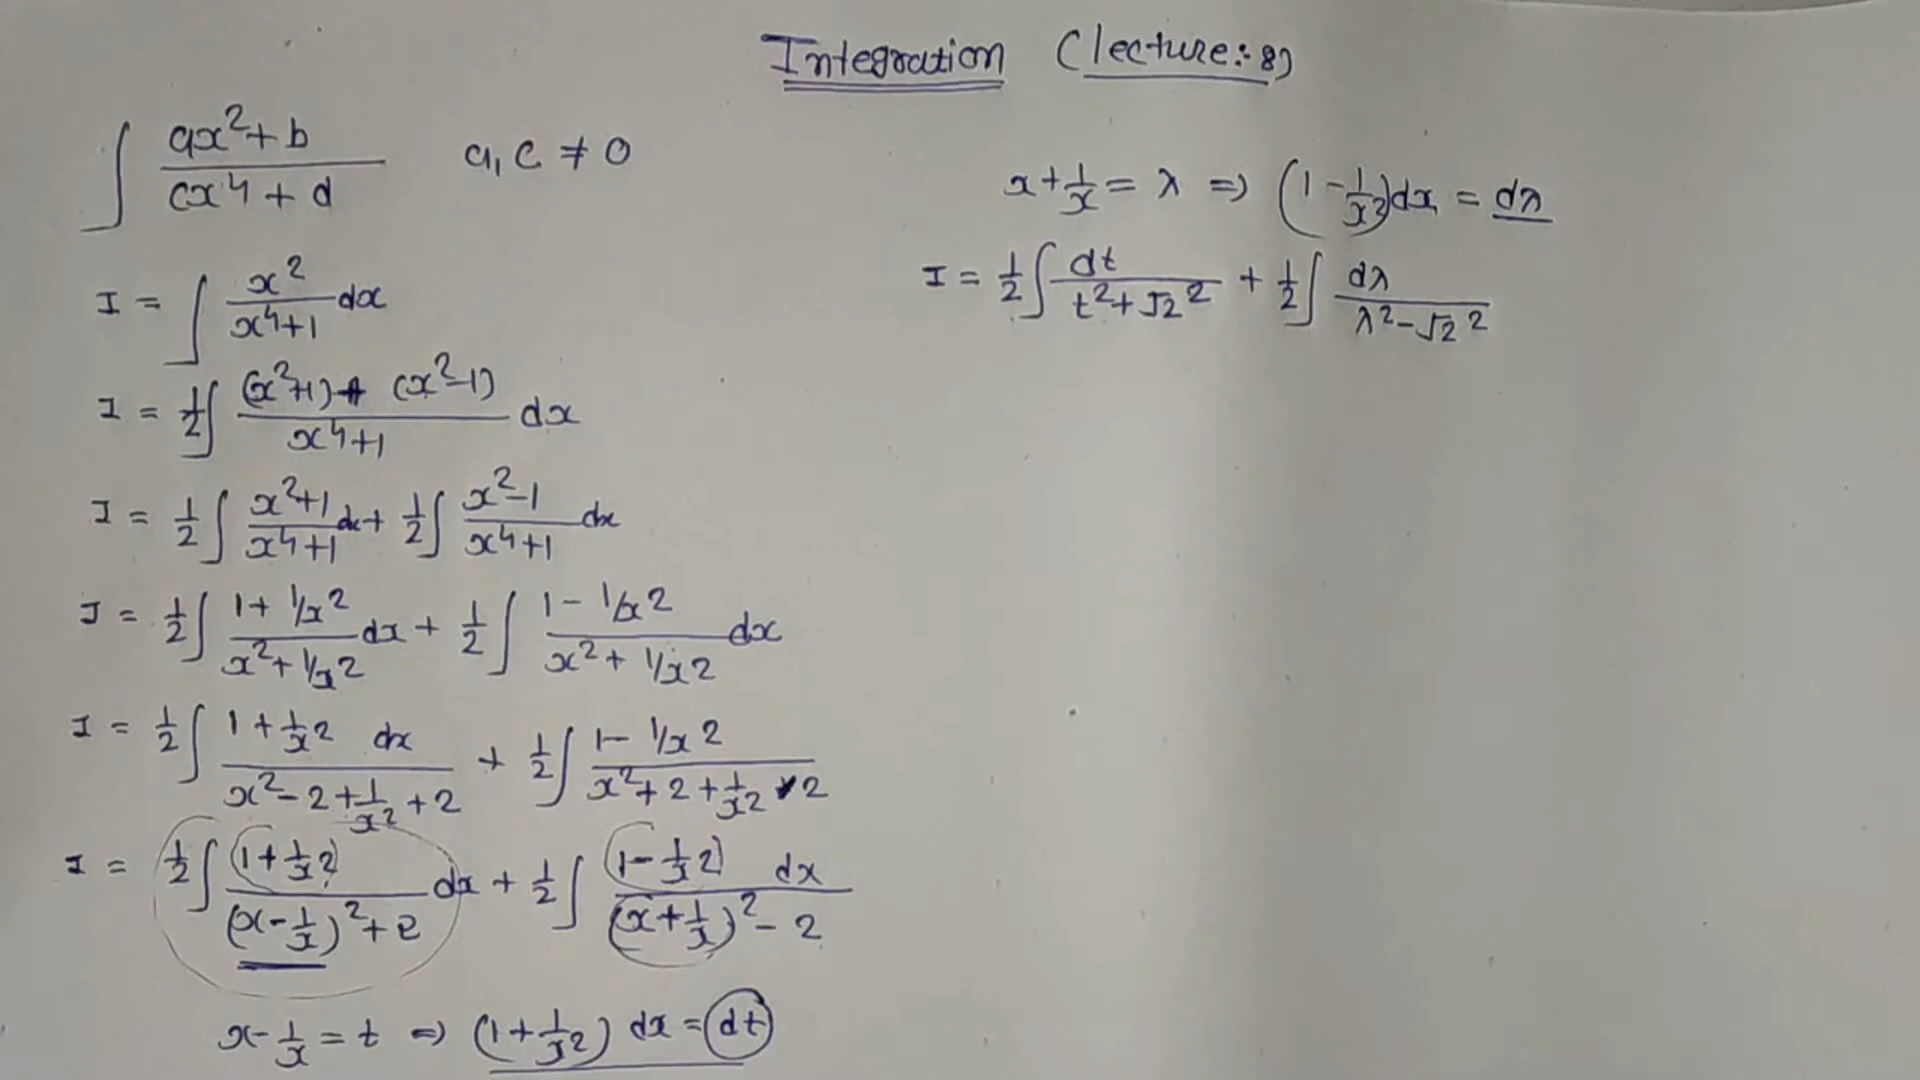 Integration (lecture:-8)
∫ (ax²+b)/(cx⁴+d)   a, c ≠ 0
I = ∫ x²/(x⁴+1) dx
I = 1/2 ∫ ((x²+1)+(x²-1))/(x⁴+1) dx
I = 1/2 ∫ (x²+1)/(x⁴+1) dx + 1/2 ∫ (x²-1)/(x⁴+1) dx
I = 1/2 ∫ (1+1/x²)/(x²+1/x²) dx + 1/2 ∫ (1-1/x²)/(x²+1/x²) dx
I = 1/2 ∫ (1+1/x² dx)/(x²-2+1/x²+2) + 1/2 ∫ (1-1/x²)/(x²+2+1/x²-2)
I = 1/2 ∫ (1+1/x²)/((x-1/x)²+2) dx + 1/2 ∫ ((1-1/x²) dx)/((x+1/x)²-2)
x-1/x = t ⇒ (1+1/x²) dx = dt
x+1/x = λ ⇒ (1-1/x²)dx = dλ
I = 1/2 ∫ dt/(t²+√2²) + 1/2 ∫ dλ/(λ²-√2²)